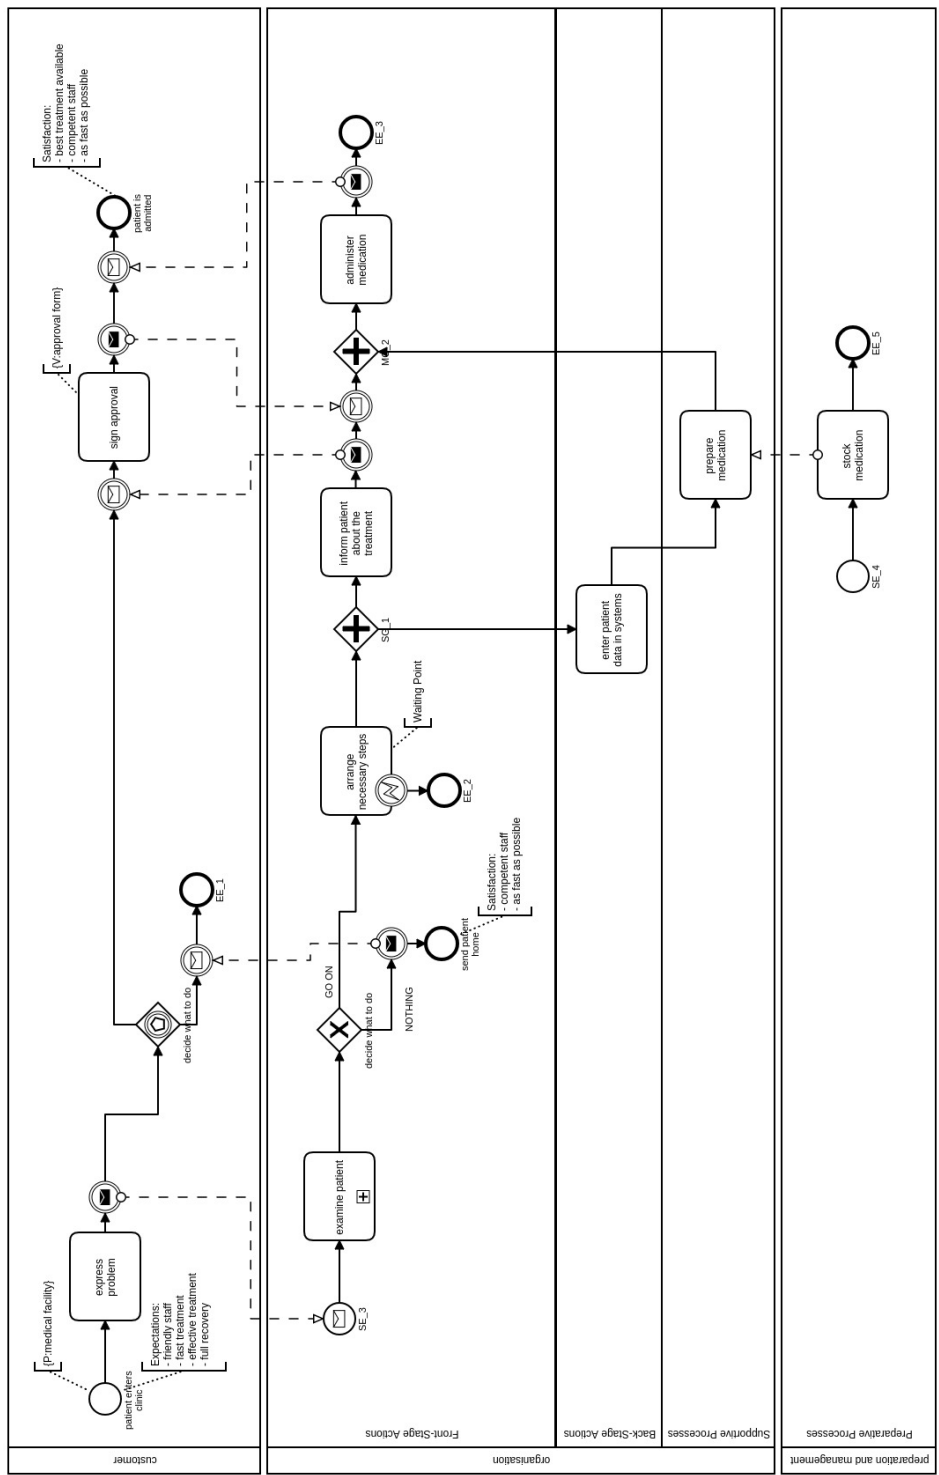 customer
{P:medical facility}
patient enters
clinic
Expectations:
- friendly staff
- fast treatment
- effective treatment
- full recovery
express
problem
decide what to do
EE_1
sign approval
{V:approval form}
patient is
admitted
Satisfaction:
- best treatment available
- competent staff
- as fast as possible
organisation
Front-Stage Actions
SE_3
examine patient
decide what to do
GO ON
NOTHING
send patient
home
Satisfaction:
- competent staff
- as fast as possible
arrange
necessary steps
Waiting Point
EE_2
SG_1
inform patient
about the
treatment
MG_2
administer
medication
EE_3
Back-Stage Actions
enter patient
data in systems
Supportive Processes
prepare
medication
preparation and management
Preparative Processes
SE_4
stock
medication
EE_5